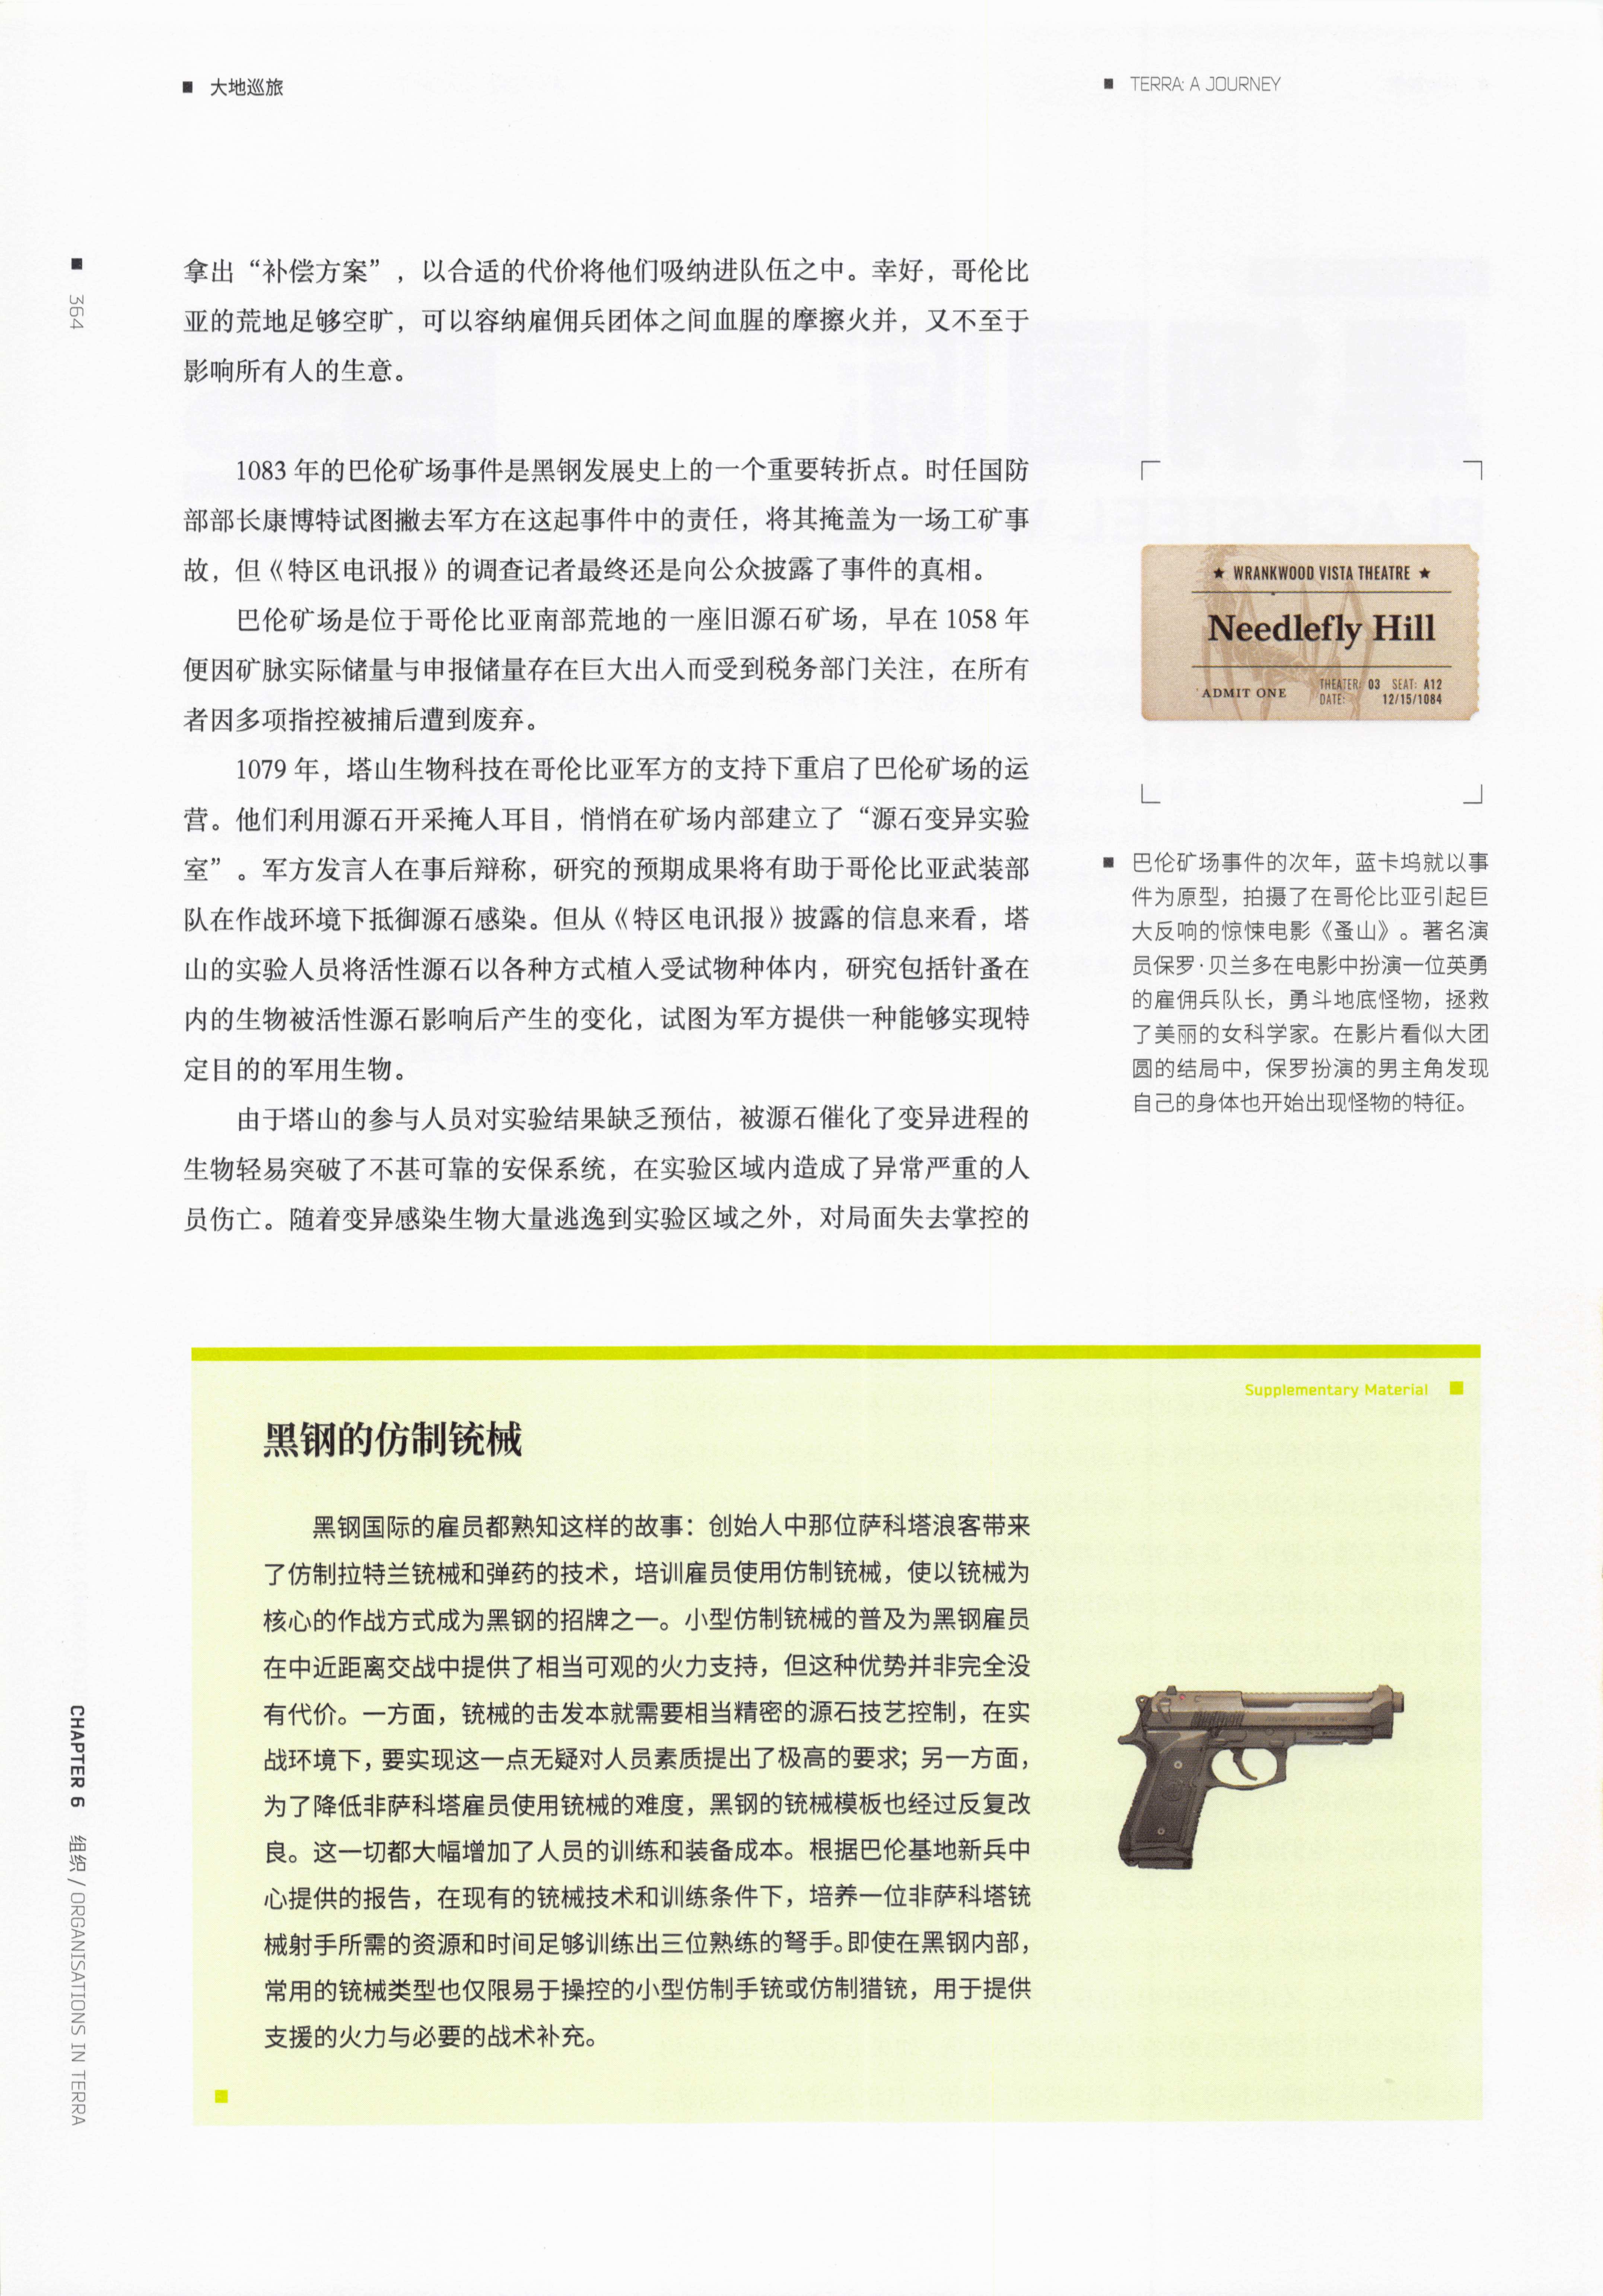 大地巡旅
TERRA: A JOURNEY
364
拿出“补偿方案”，以合适的代价将他们吸纳进队伍之中。幸好，哥伦比
亚的荒地足够空旷，可以容纳雇佣兵团体之间血腥的摩擦火并，又不至于
影响所有人的生意。
1083 年的巴伦矿场事件是黑钢发展史上的一个重要转折点。时任国防
部部长康博特试图撇去军方在这起事件中的责任，将其掩盖为一场工矿事
故，但《特区电讯报》的调查记者最终还是向公众披露了事件的真相。
巴伦矿场是位于哥伦比亚南部荒地的一座旧源石矿场，早在 1058 年
便因矿脉实际储量与申报储量存在巨大出入而受到税务部门关注，在所有
者因多项指控被捕后遭到废弃。
1079 年，塔山生物科技在哥伦比亚军方的支持下重启了巴伦矿场的运
营。他们利用源石开采掩人耳目，悄悄在矿场内部建立了“源石变异实验
室”。军方发言人在事后辩称，研究的预期成果将有助于哥伦比亚武装部
队在作战环境下抵御源石感染。但从《特区电讯报》披露的信息来看，塔
山的实验人员将活性源石以各种方式植入受试物种体内，研究包括针蚤在
内的生物被活性源石影响后产生的变化，试图为军方提供一种能够实现特
定目的的军用生物。
由于塔山的参与人员对实验结果缺乏预估，被源石催化了变异进程的
生物轻易突破了不甚可靠的安保系统，在实验区域内造成了异常严重的人
员伤亡。随着变异感染生物大量逃逸到实验区域之外，对局面失去掌控的
★ WRANKWOOD VISTA THEATRE ★
Needlefly Hill
ADMIT ONE
THEATER: 03 SEAT: A12
DATE: 12/15/1084
巴伦矿场事件的次年，蓝卡坞就以事
件为原型，拍摄了在哥伦比亚引起巨
大反响的惊悚电影《蚤山》。著名演
员保罗·贝兰多在电影中扮演一位英勇
的雇佣兵队长，勇斗地底怪物，拯救
了美丽的女科学家。在影片看似大团
圆的结局中，保罗扮演的男主角发现
自己的身体也开始出现怪物的特征。
Supplementary Material
黑钢的仿制铳械
黑钢国际的雇员都熟知这样的故事：创始人中那位萨科塔浪客带来
了仿制拉特兰铳械和弹药的技术，培训雇员使用仿制铳械，使以铳械为
核心的作战方式成为黑钢的招牌之一。小型仿制铳械的普及为黑钢雇员
在中近距离交战中提供了相当可观的火力支持，但这种优势并非完全没
有代价。一方面，铳械的击发本就需要相当精密的源石技艺控制，在实
战环境下，要实现这一点无疑对人员素质提出了极高的要求；另一方面，
为了降低非萨科塔雇员使用铳械的难度，黑钢的铳械模板也经过反复改
良。这一切都大幅增加了人员的训练和装备成本。根据巴伦基地新兵中
心提供的报告，在现有的铳械技术和训练条件下，培养一位非萨科塔铳
械射手所需的资源和时间足够训练出三位熟练的弩手。即使在黑钢内部，
常用的铳械类型也仅限易于操控的小型仿制手铳或仿制猎铳，用于提供
支援的火力与必要的战术补充。
CHAPTER 6 组织 / ORGANISATIONS IN TERRA